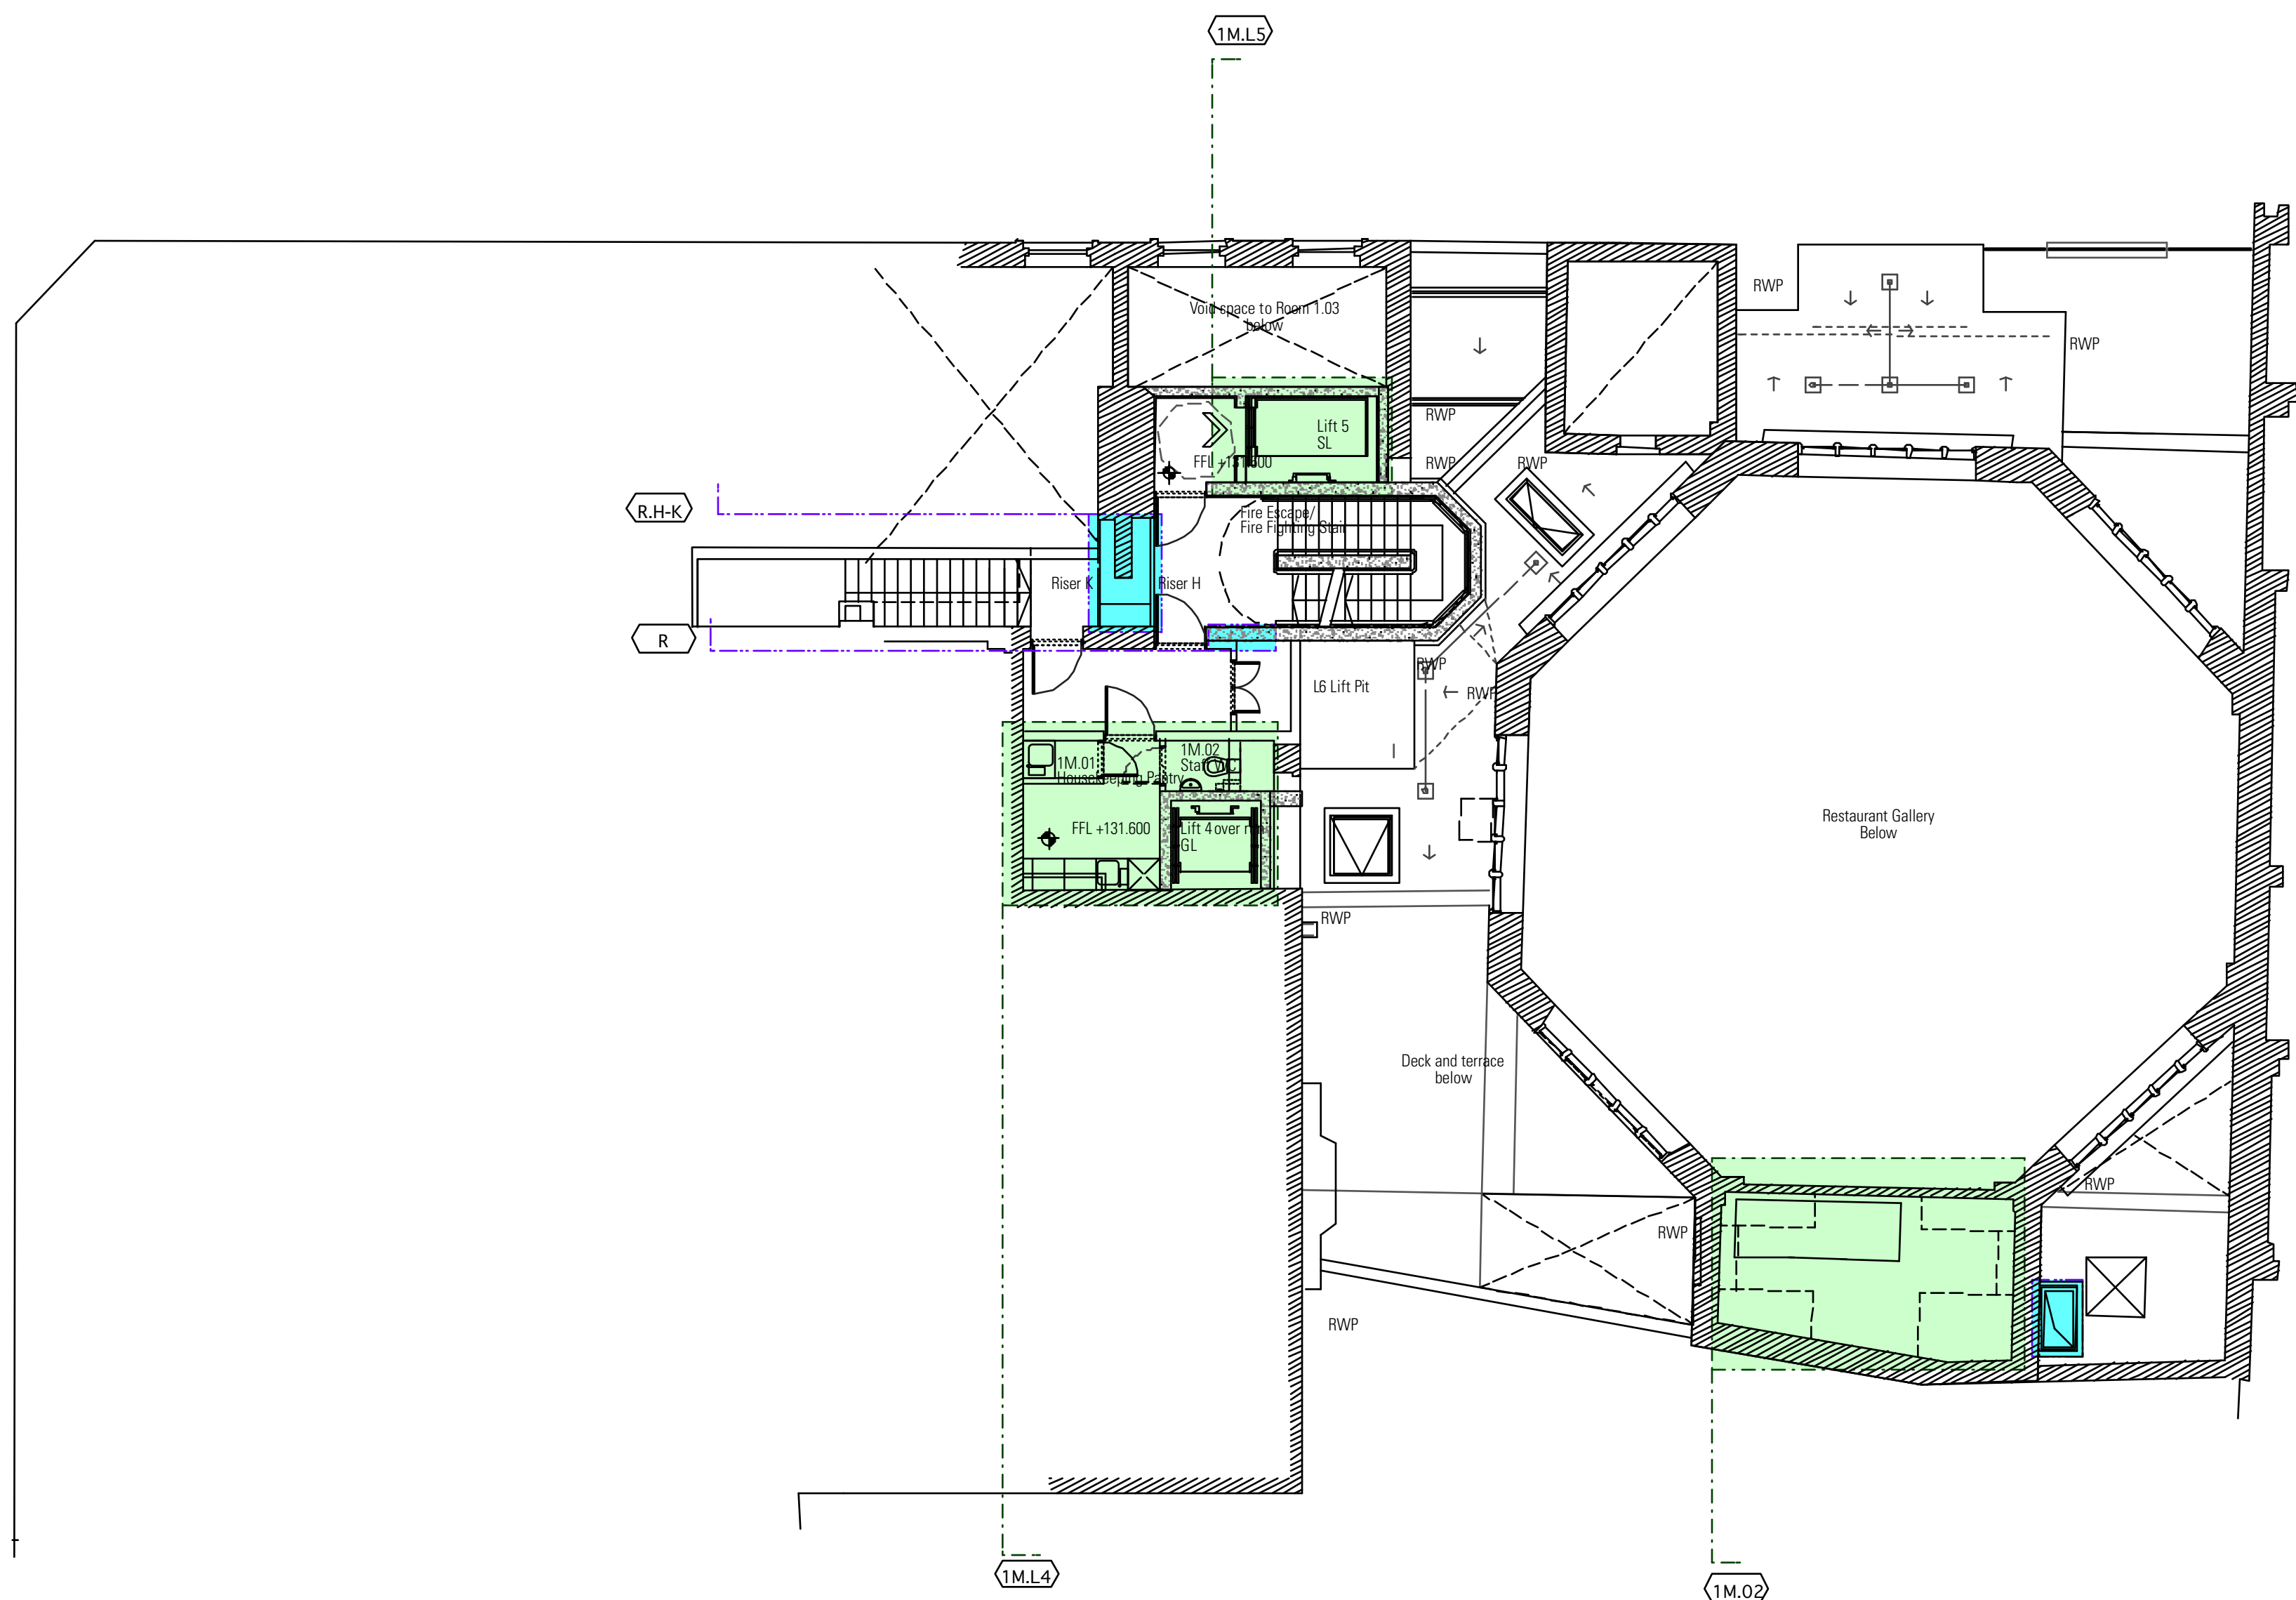 1M.L5
RWP
Void space to Room 1.03
below
RWP
RWP
Lift 5
SL
FFL +131.600
RWP
RWP
R.H-K
Fire Escape/
Fire Fighting Stair
Riser K
Riser H
R
RWP
L6 Lift Pit
RWP
1M.02
Staff WC
1M.01
Housekeeping Pantry
FFL +131.600
Lift 4 over run
GL
Restaurant Gallery
Below
RWP
Deck and terrace
below
RWP
RWP
RWP
1M.L4
1M.02